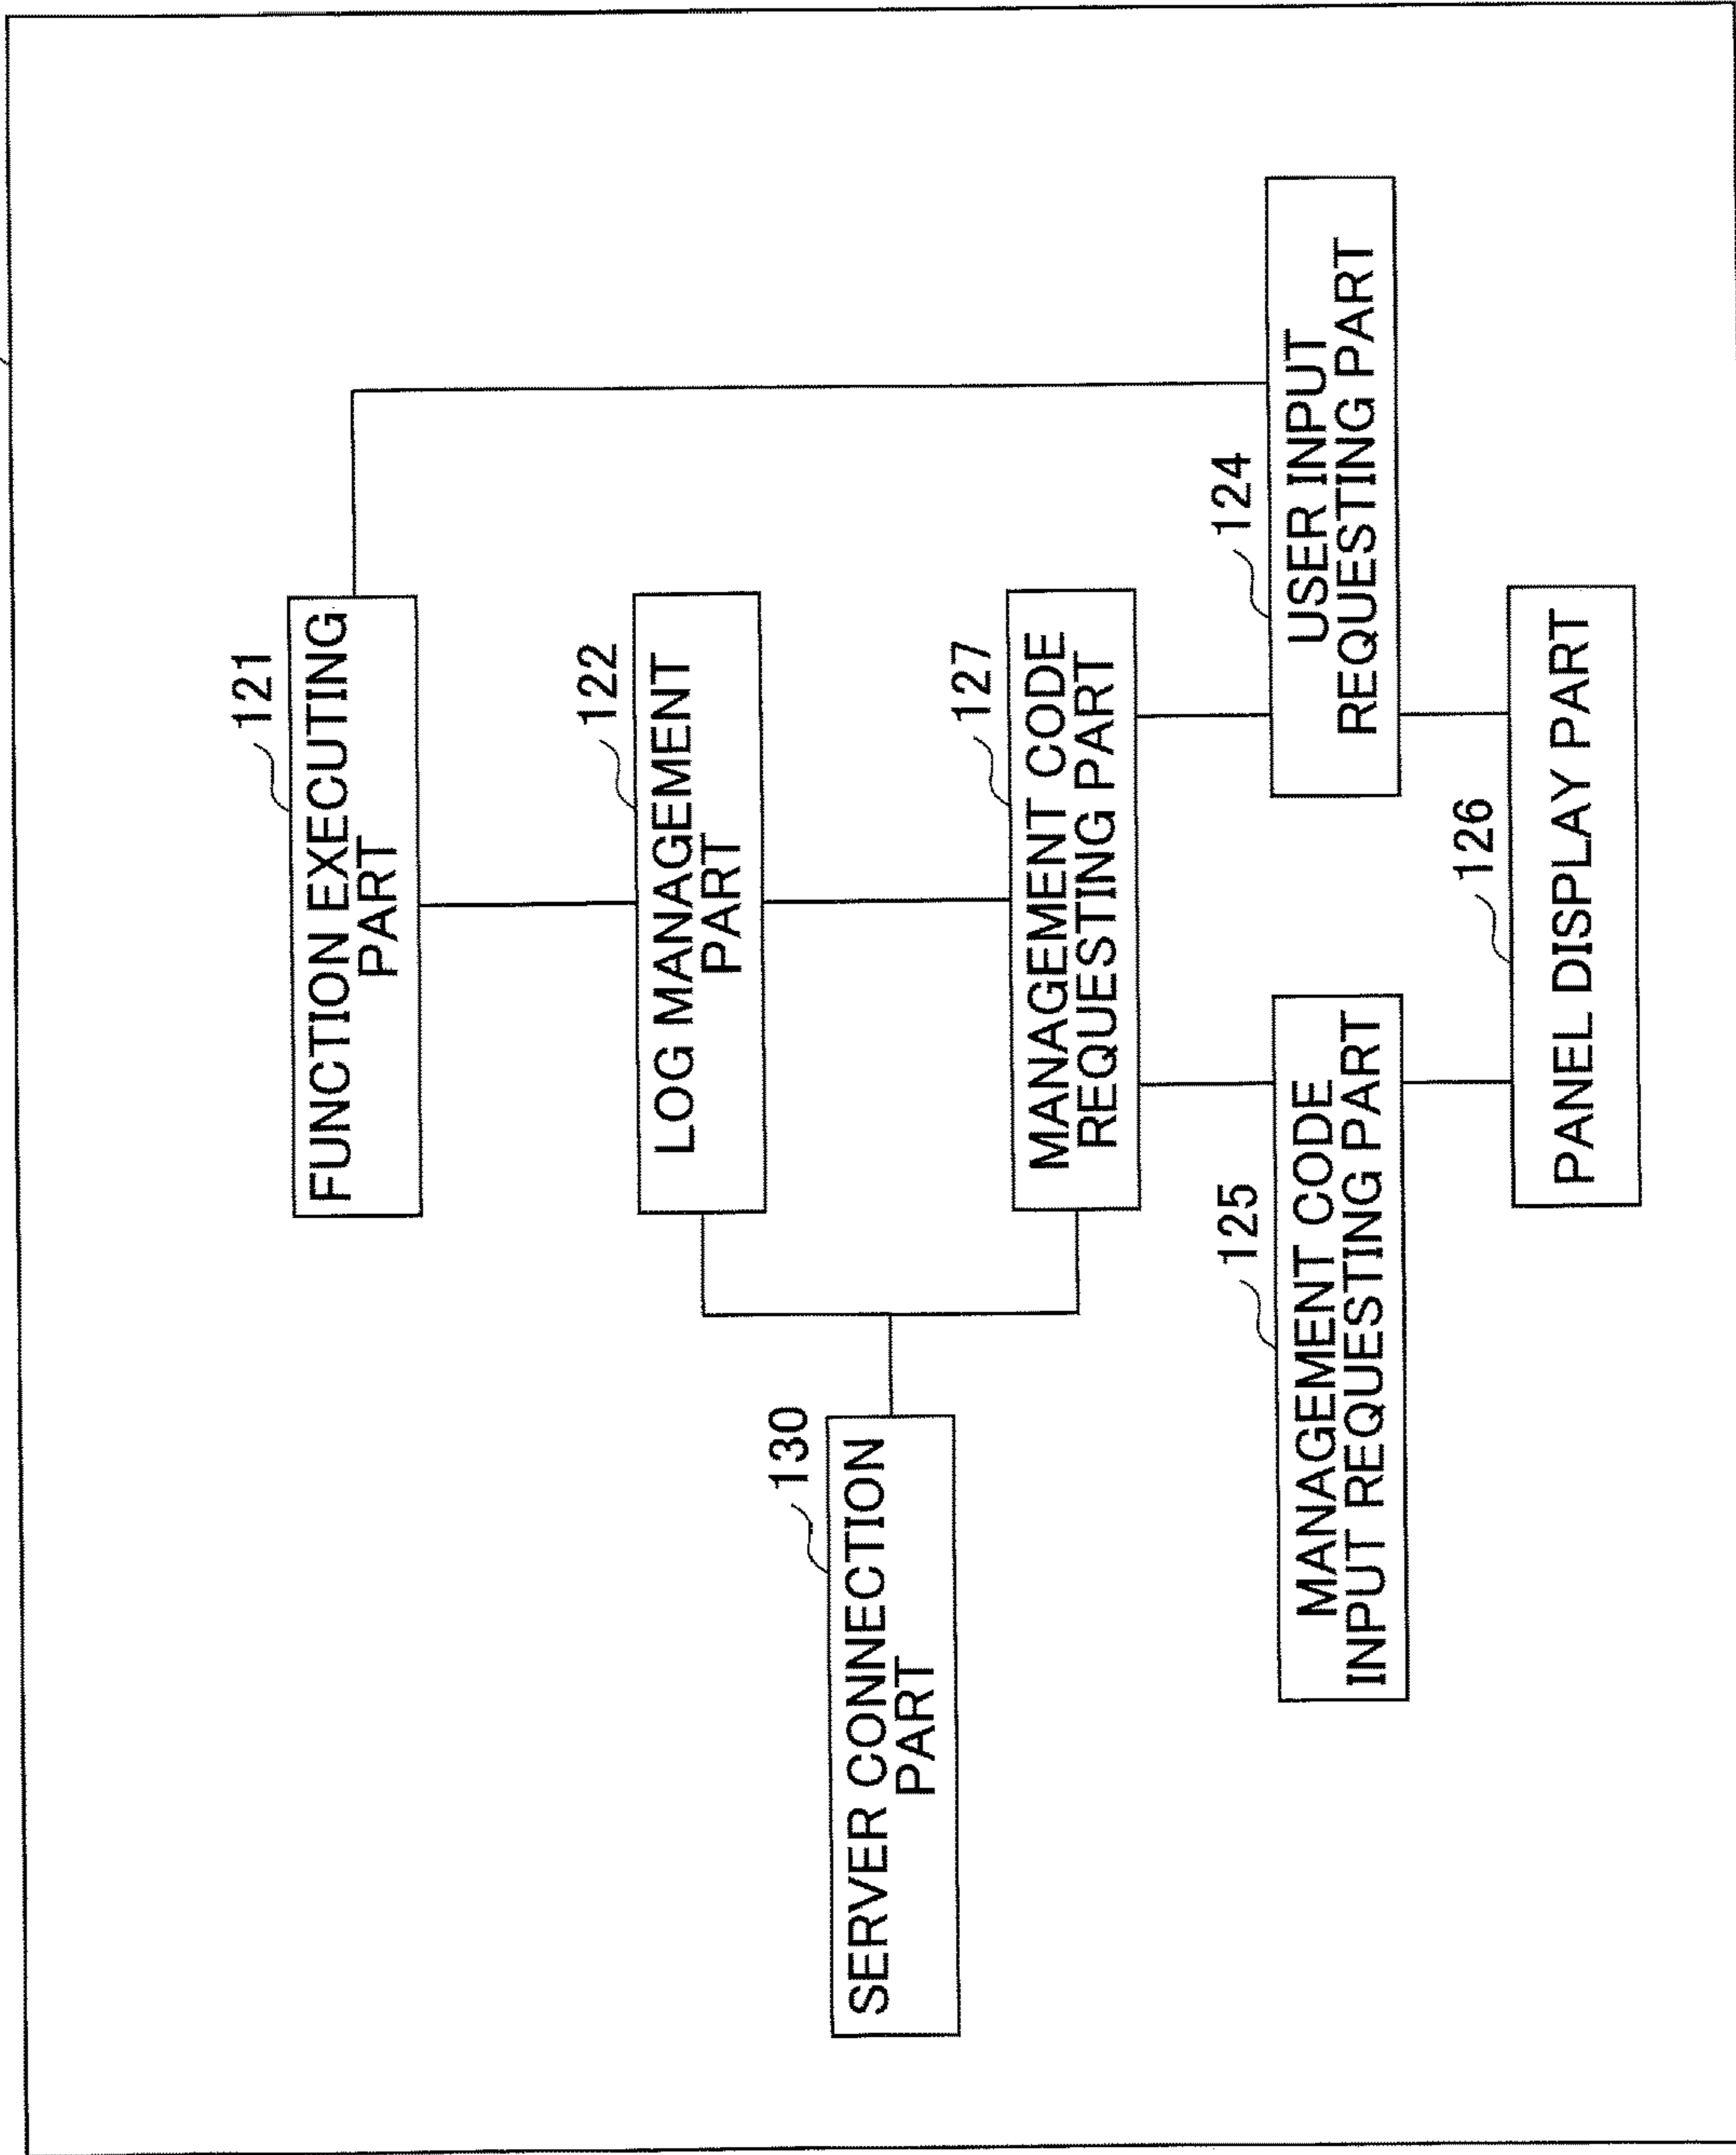 121
FUNCTION EXECUTING
PART
122
LOG MANAGEMENT
PART
130
SERVER CONNECTION
PART
127
MANAGEMENT CODE
REQUESTING PART
124
USER INPUT
REQUESTING PART
125
MANAGEMENT CODE
INPUT REQUESTING PART
126
PANEL DISPLAY PART